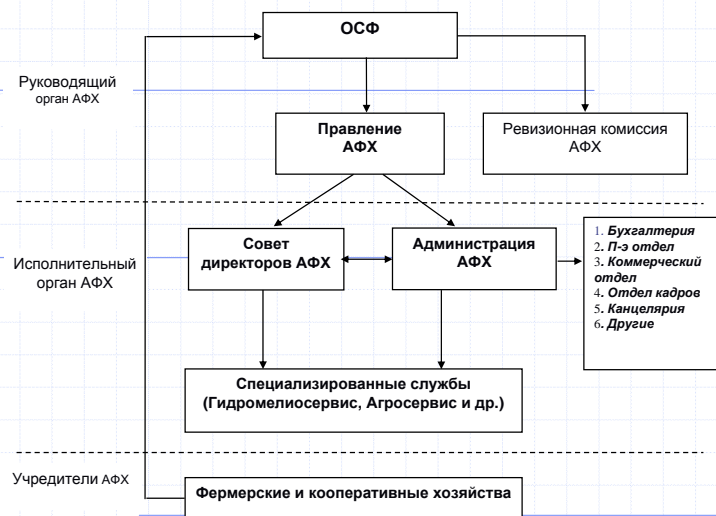 ОСФ
Руководящий
орган АФХ
Правление
АФХ
Ревизионная комиссия
АФХ
Исполнительный
орган АФХ
Совет
директоров АФХ
Администрация
АФХ
1. Бухгалтерия
2. П-э отдел
3. Коммерческий
отдел
4. Отдел кадров
5. Канцелярия
6. Другие
Специализированные службы
(Гидромелиосервис, Агросервис и др.)
Учредители АФХ
Фермерские и кооперативные хозяйства